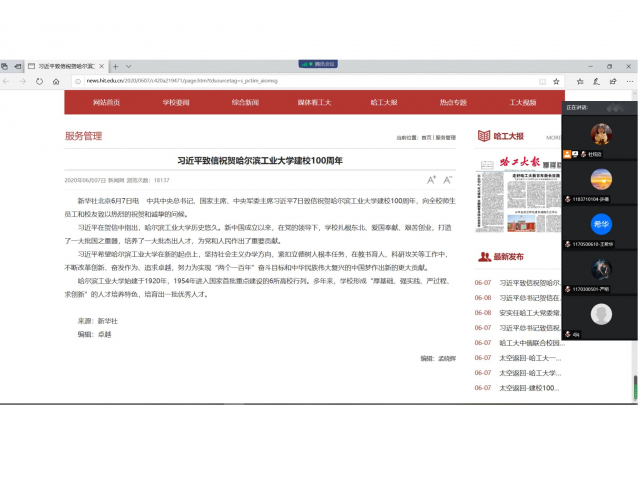 习近平致信祝贺哈尔滨
腾讯会议
news.hit.edu.cn/2020/0607/c420a219471/page.htm?dsourcetag=s_pctim_aiomsg
网站首页 学校要闻 综合新闻 媒体看工大 哈工大报 热点专题 工大视频
服务管理
当前位置: 首页 | 服务管理
习近平致信祝贺哈尔滨工业大学建校100周年
2020年06月07日 新闻网 浏览次数: 18137
A+ A-
新华社北京6月7日电 中共中央总书记、国家主席、中央军委主席习近平7日致信祝贺哈尔滨工业大学建校100周年，向全校师生
员工和校友致以热烈的祝贺和诚挚的问候。
习近平在贺信中指出，哈尔滨工业大学历史悠久。新中国成立以来，在党的领导下，学校扎根东北、爱国奉献、艰苦创业，打造
了一大批国之重器，培养了一大批杰出人才，为党和人民作出了重要贡献。
习近平希望哈尔滨工业大学在新的起点上，坚持社会主义办学方向，紧扣立德树人根本任务，在教书育人、科研攻关等工作中，
不断改革创新、奋发作为、追求卓越，努力为实现“两个一百年”奋斗目标和中华民族伟大复兴的中国梦作出新的更大贡献。
哈尔滨工业大学始建于1920年，1954年进入国家首批重点建设的6所高校行列。多年来，学校形成“厚基础、强实践、严过程、
求创新”的人才培养特色，培育出一批优秀人才。
来源：新华社
编辑：卓越
编辑：孟晓辉
哈工大报
MORE
哈工大报
最新发布
06-07 习近平致信祝贺哈尔
06-08 习近平总书记贺信在
06-08 安实任哈工大党委常
06-07 习近平总书记致信祝
06-07 哈工大中俄联合校园
06-07 太空返回-哈工大一...
06-07 太空返回-哈工大学...
06-07 太空返回-建校100...
正在讲话:
希华